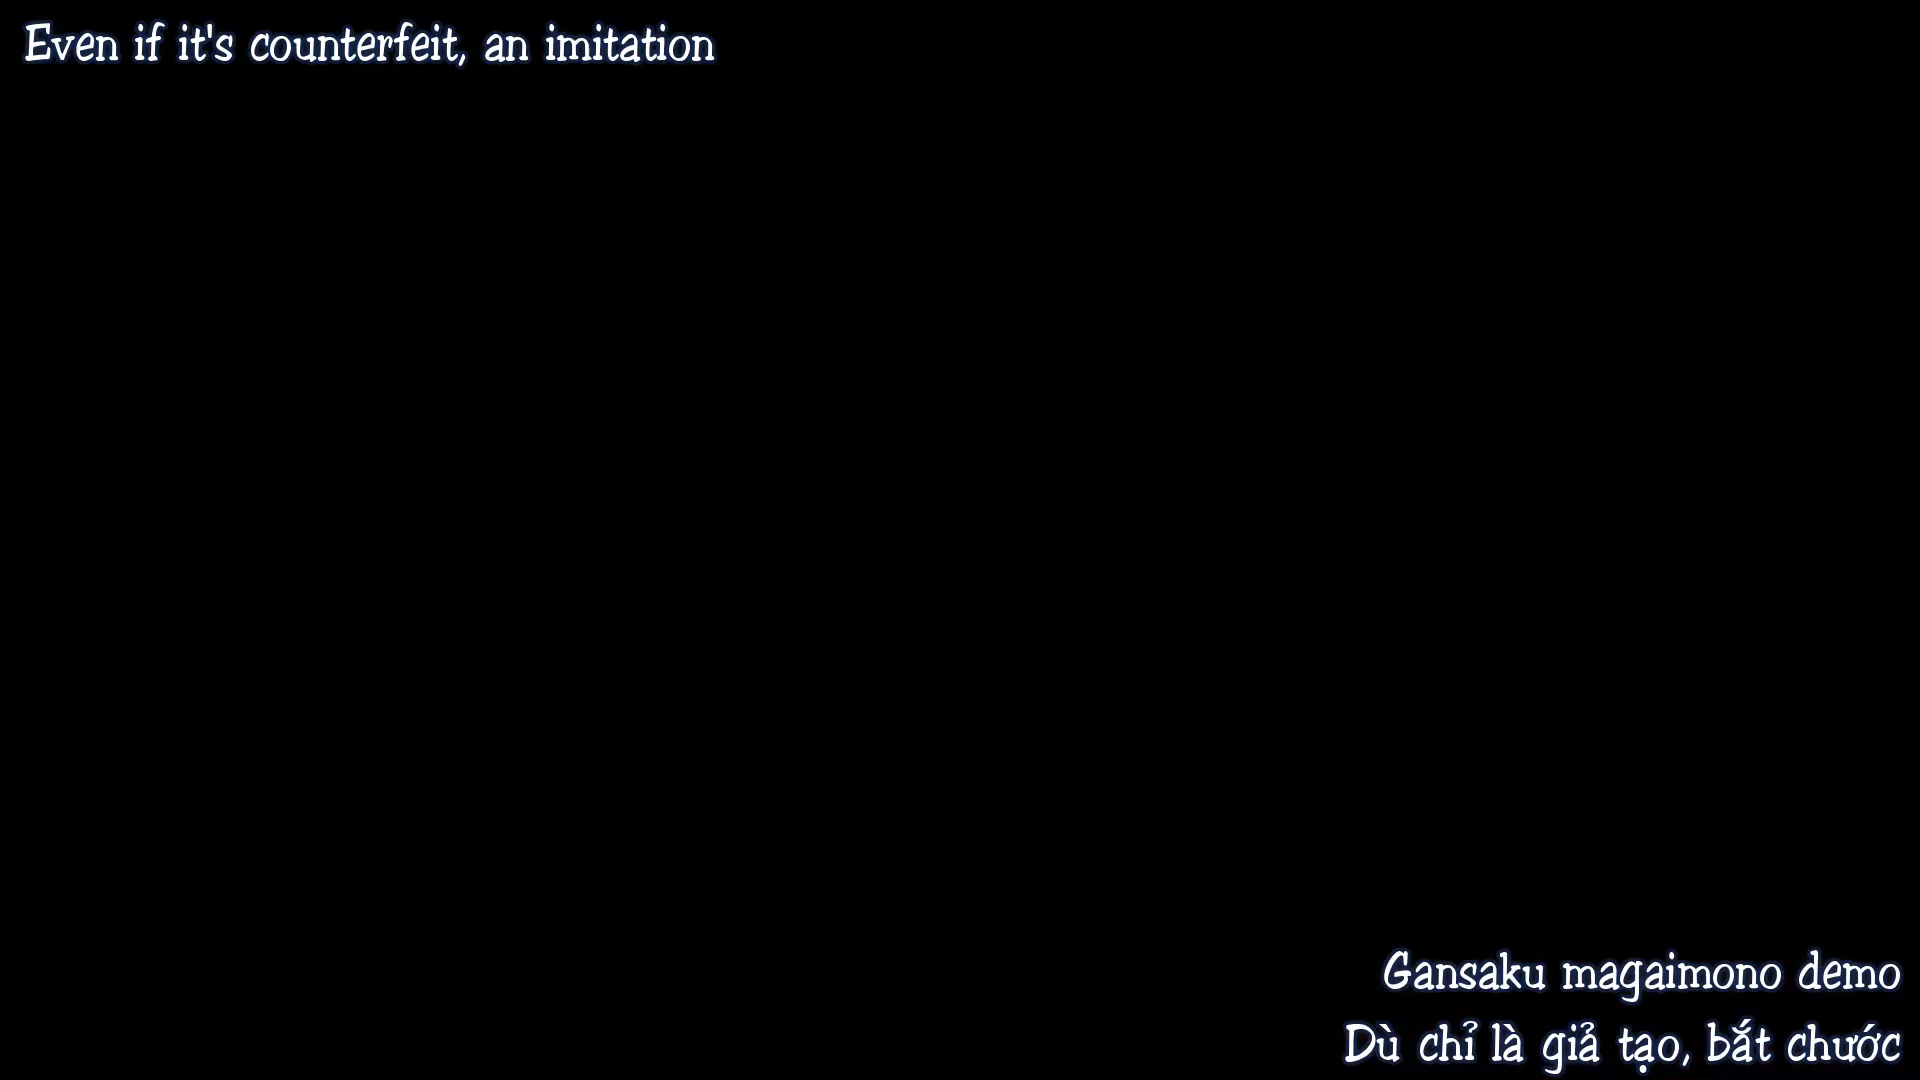 Even if it's counterfeit, an imitation
Gansaku magaimono demo
Dù chỉ là giả tạo, bắt chước